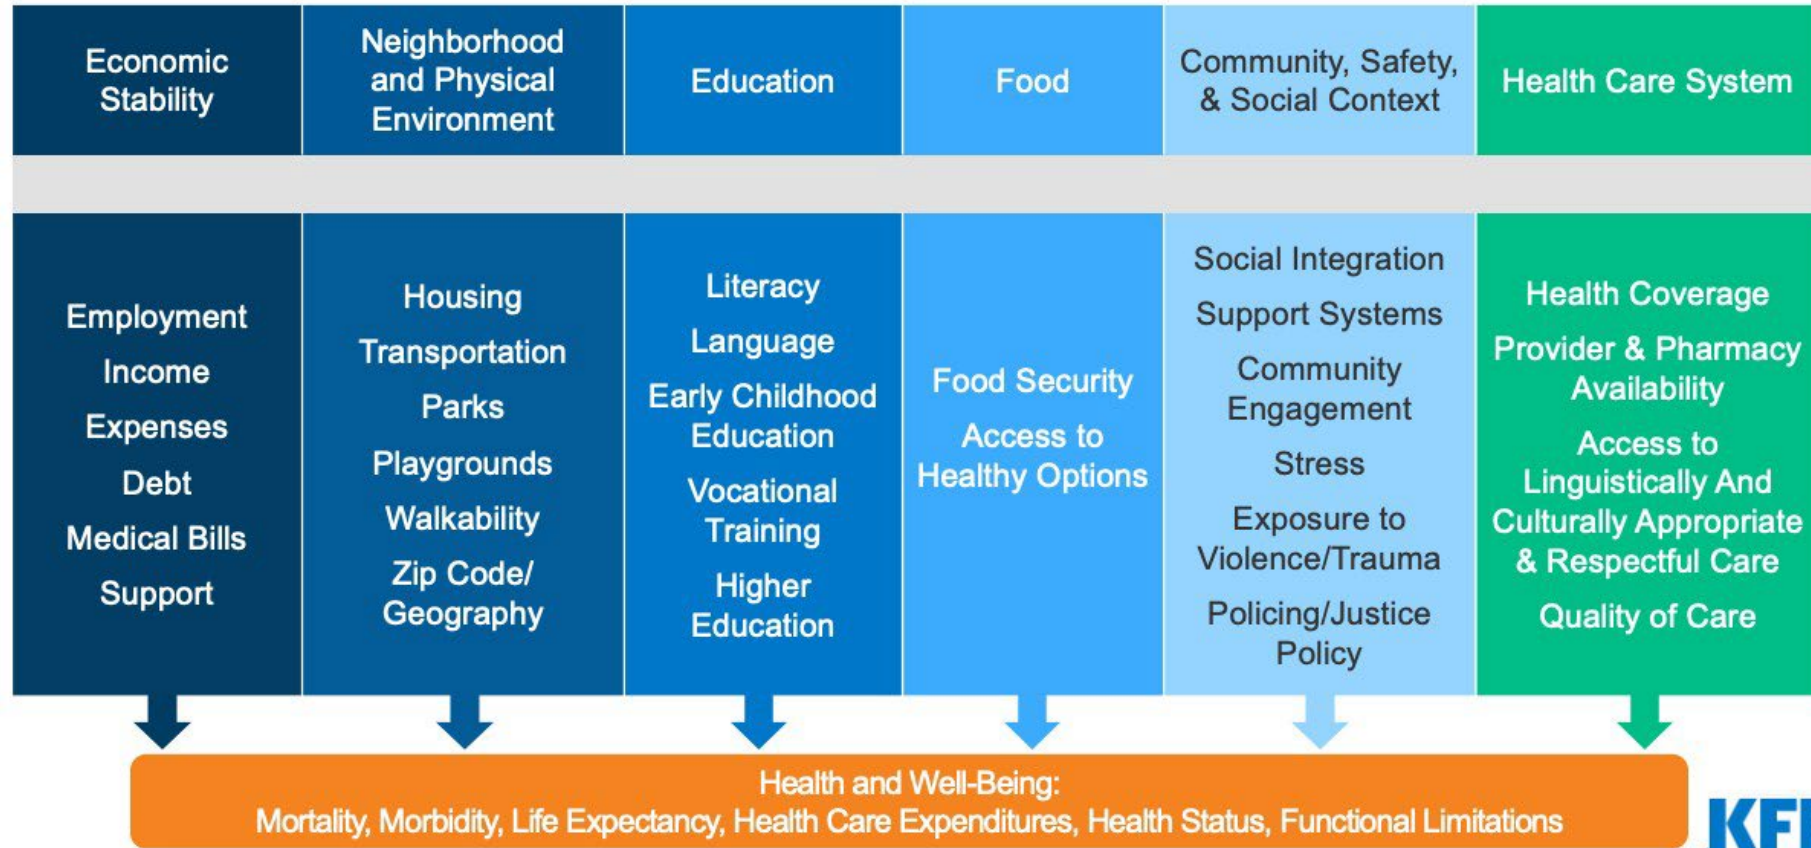 Economic
Stability
Neighborhood
and Physical
Environment
Education
Food
Community, Safety,
& Social Context
Health Care System
Employment
Income
Expenses
Debt
Medical Bills
Support
Housing
Transportation
Parks
Playgrounds
Walkability
Zip Code/
Geography
Literacy
Language
Early Childhood
Education
Vocational
Training
Higher
Education
Food Security
Access to
Healthy Options
Social Integration
Support Systems
Community
Engagement
Stress
Exposure to
Violence/Trauma
Policing/Justice
Policy
Health Coverage
Provider & Pharmacy
Availability
Access to
Linguistically And
Culturally Appropriate
& Respectful Care
Quality of Care
Health and Well-Being:
Mortality, Morbidity, Life Expectancy, Health Care Expenditures, Health Status, Functional Limitations